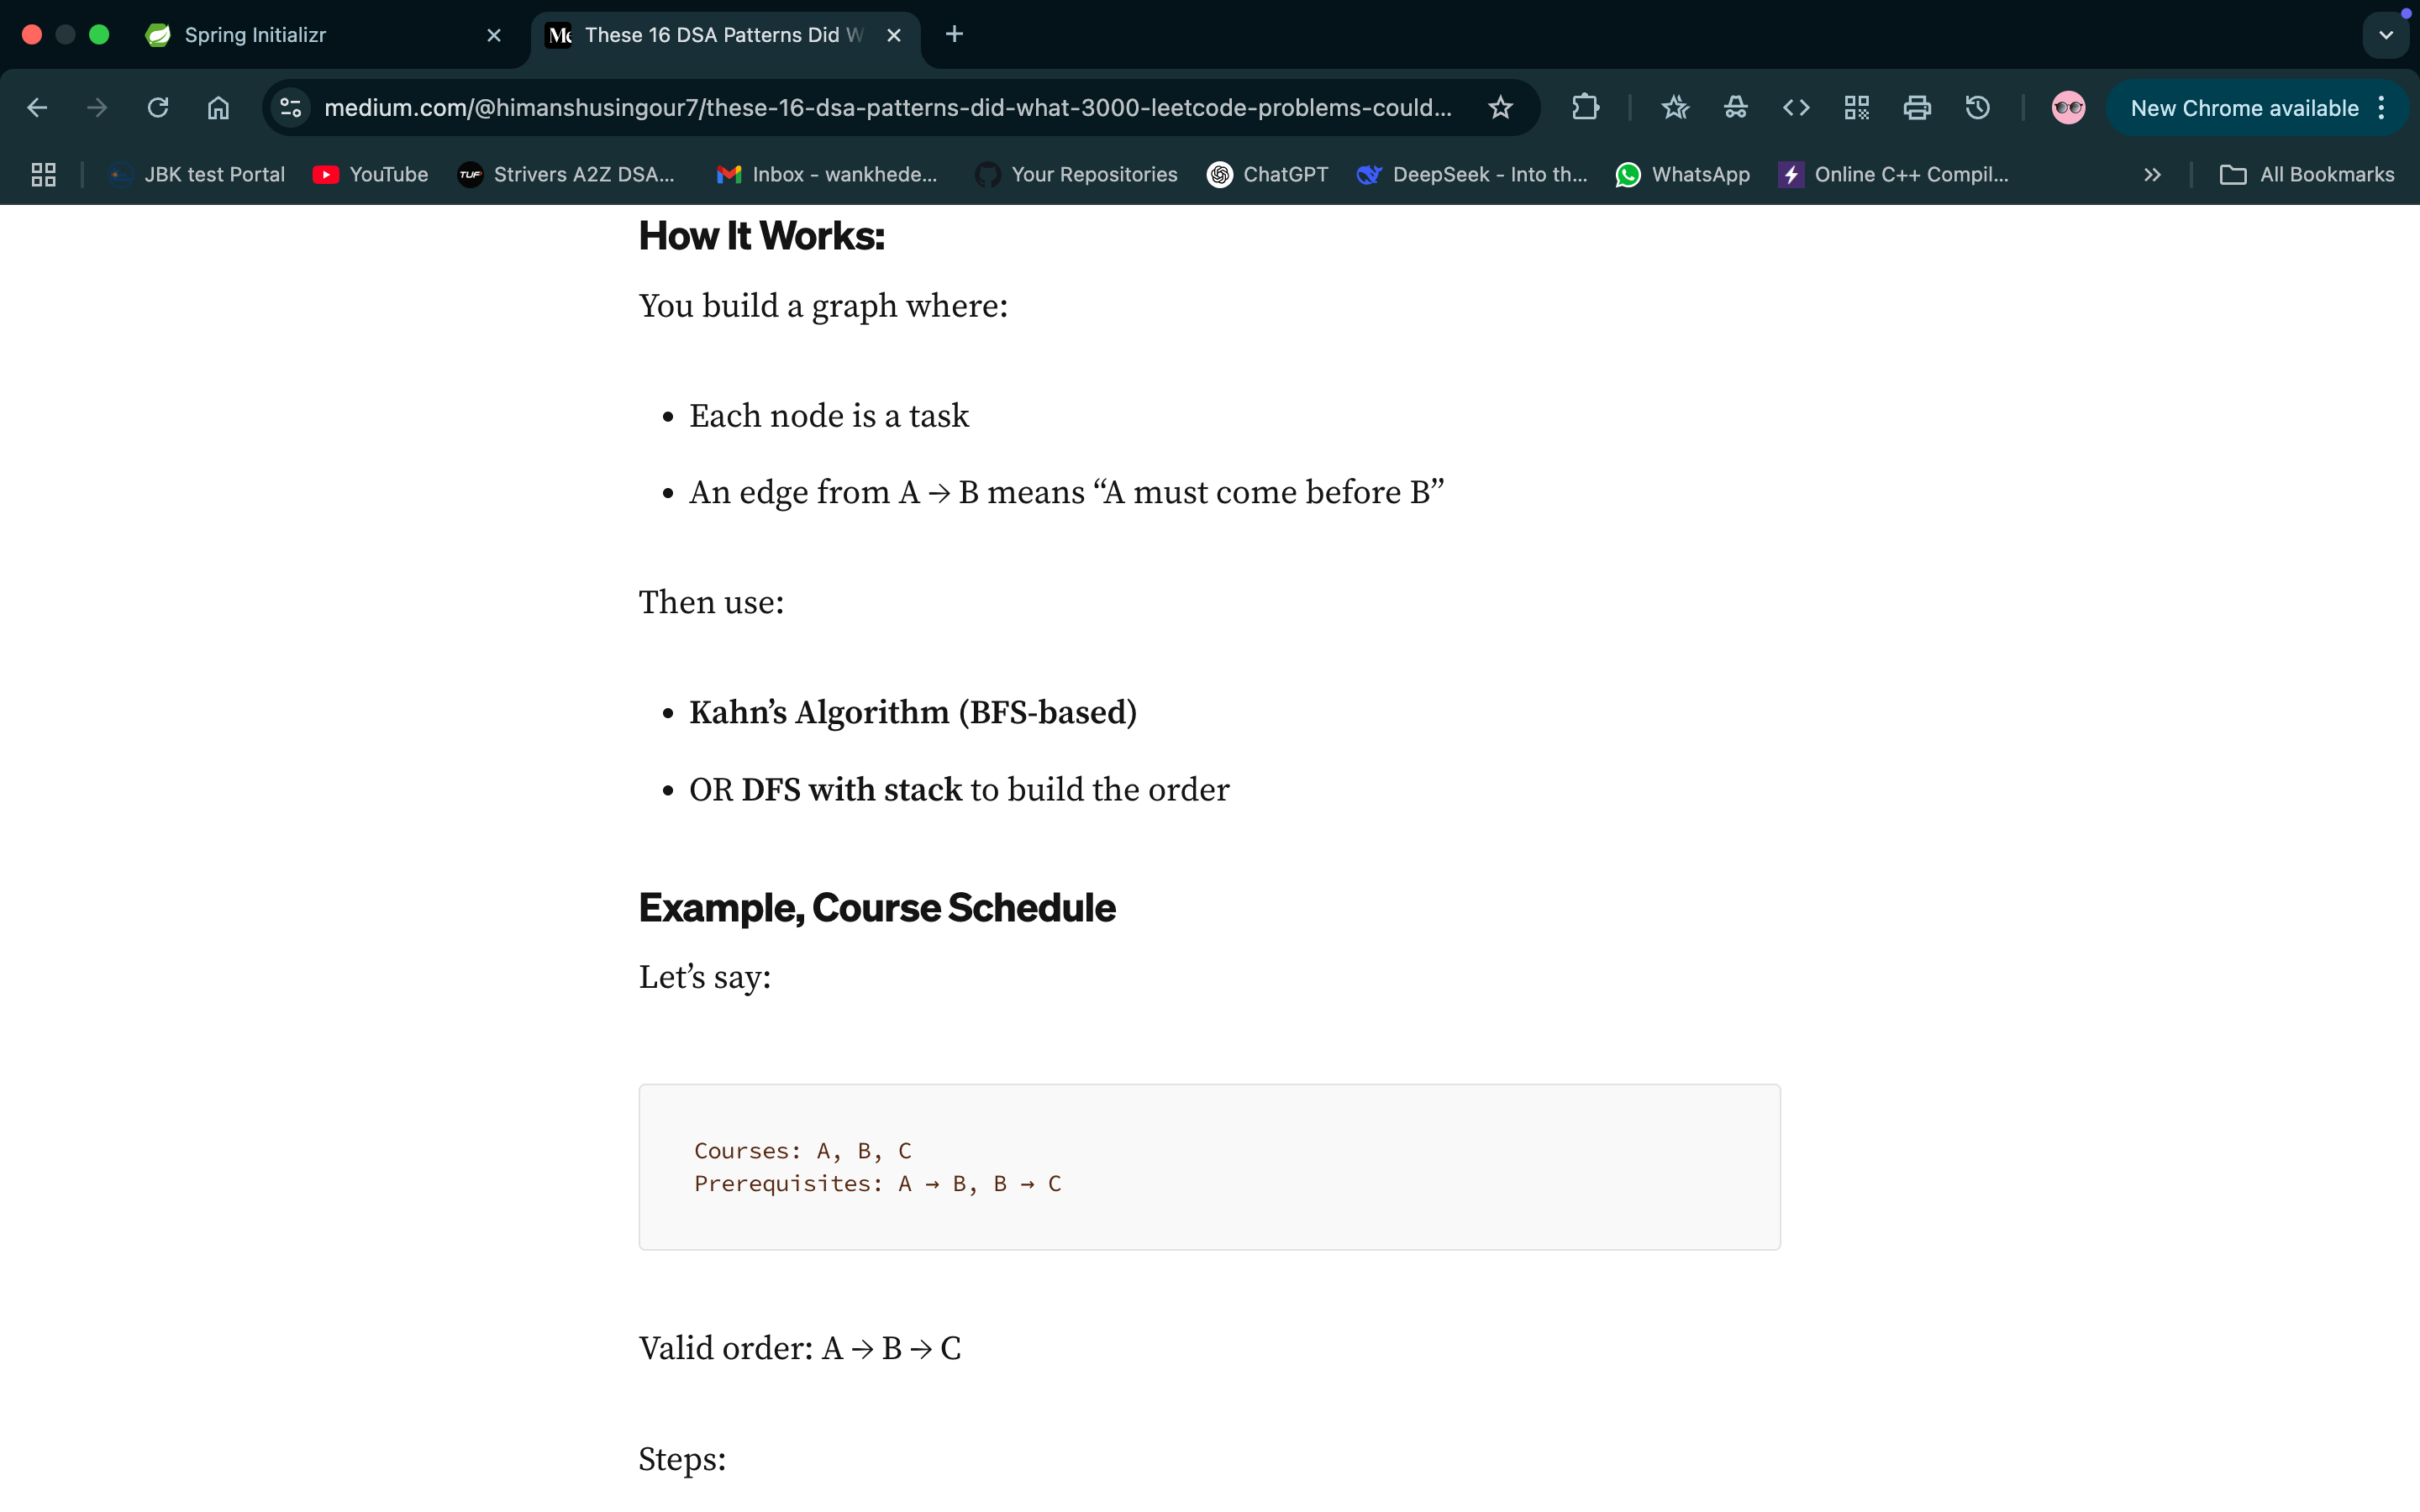 Spring Initializr
These 16 DSA Patterns Did W
medium.com/@himanshusingour7/these-16-dsa-patterns-did-what-3000-leetcode-problems-could...
New Chrome available
JBK test Portal
YouTube
TUF
Strivers A2Z DSA...
Inbox - wankhede...
Your Repositories
ChatGPT
DeepSeek - Into th...
WhatsApp
Online C++ Compil...
All Bookmarks
How It Works:
You build a graph where:
• Each node is a task
• An edge from A → B means “A must come before B”
Then use:
• Kahn’s Algorithm (BFS-based)
• OR DFS with stack to build the order
Example, Course Schedule
Let’s say:
Courses: A, B, C
Prerequisites: A → B, B → C
Valid order: A → B → C
Steps: